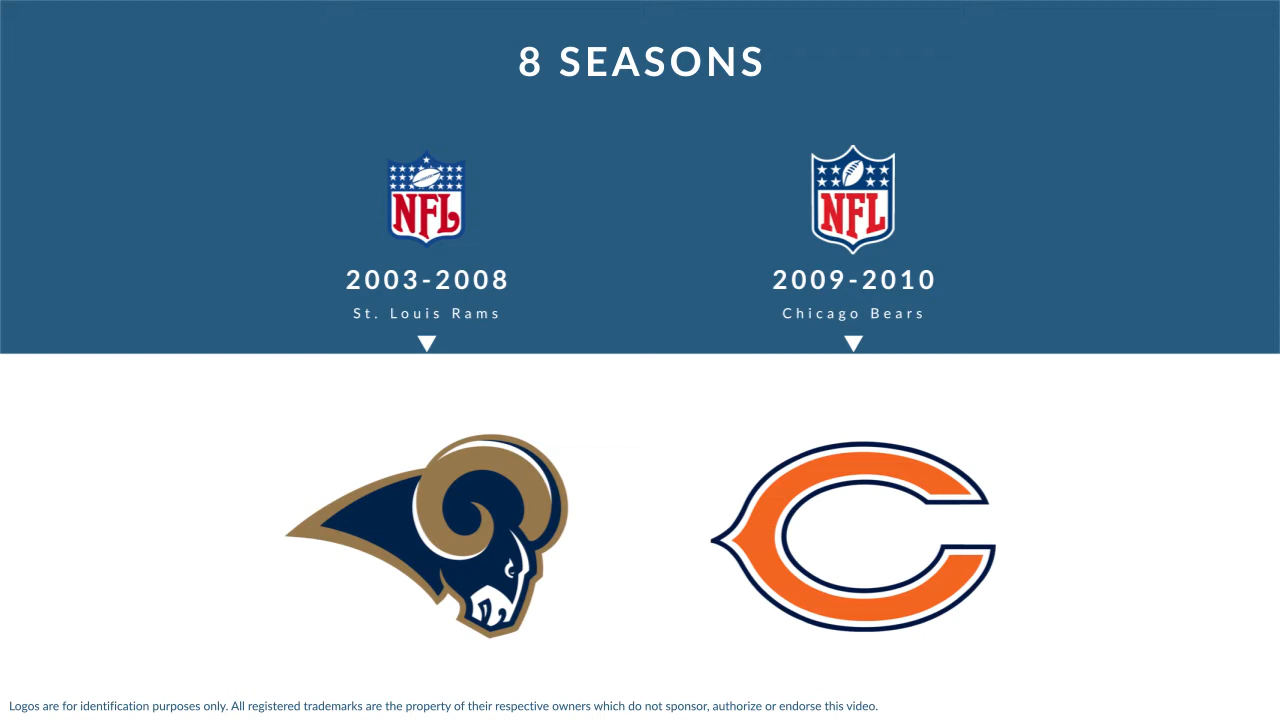 8 SEASONS
NFL
NFL
2003-2008
2009-2010
St. Louis Rams
Chicago Bears
Logos are for identification purposes only. All registered trademarks are the property of their respective owners which do not sponsor, authorize or endorse this video.